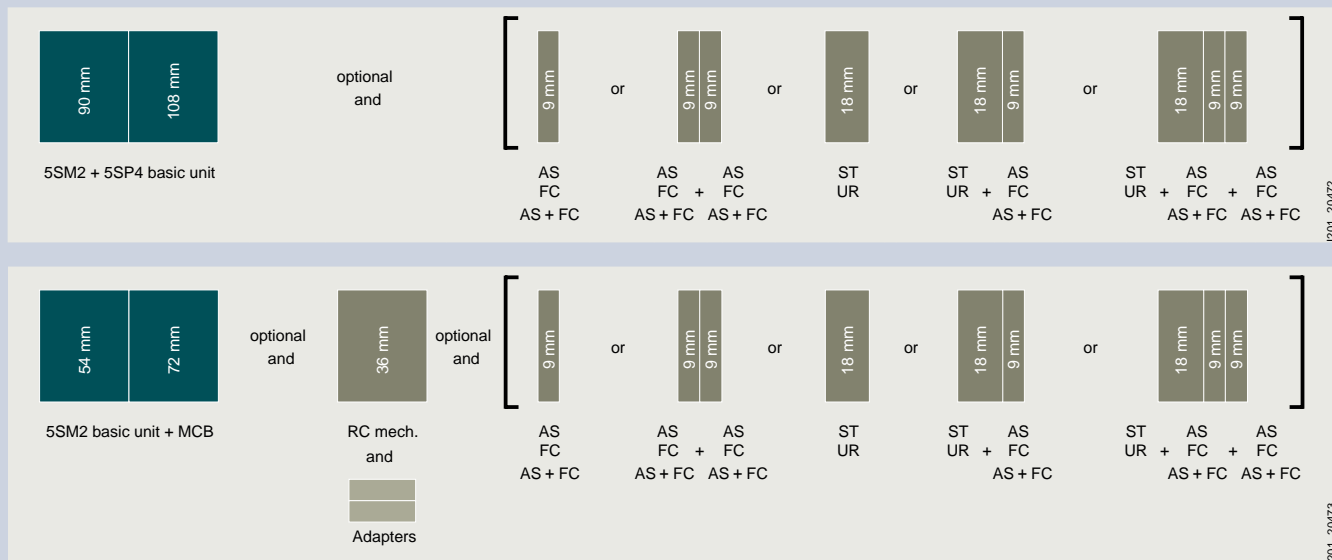 90 mm 108 mm
optional
and
9 mm or 9 mm 9 mm or 18 mm or 18 mm 9 mm or 18 mm 9 mm 9 mm
5SM2 + 5SP4 basic unit
AS AS AS ST ST AS ST AS AS
FC FC + FC UR UR + FC UR + FC + FC
AS + FC AS + FC AS + FC AS + FC AS + FC AS + FC
54 mm 72 mm
optional
and
36 mm
optional
and
9 mm or 9 mm 9 mm or 18 mm or 18 mm 9 mm or 18 mm 9 mm 9 mm
5SM2 basic unit + MCB
RC mech.
and
Adapters
AS AS AS ST ST AS ST AS AS
FC FC + FC UR UR + FC UR + FC + FC
AS + FC AS + FC AS + FC AS + FC AS + FC AS + FC